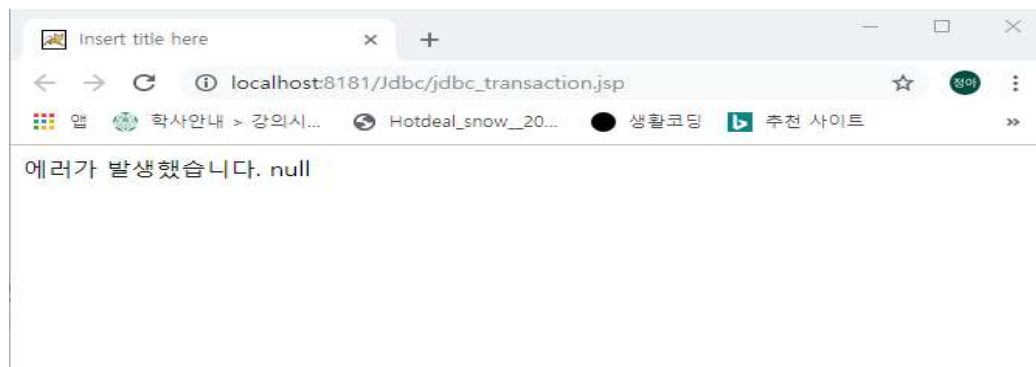 Insert title here
localhost:8181/Jdbc/jdbc_transaction.jsp
정아
앱 학사안내 > 강의시... Hotdeal_snow__20... 생활코딩 추천 사이트 »
에러가 발생했습니다. null